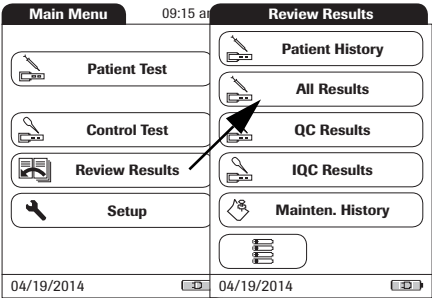 Main Menu
09:15 a
Patient Test
Control Test
Review Results
Setup
04/19/2014
Review Results
Patient History
All Results
QC Results
IQC Results
Mainten. History
04/19/2014